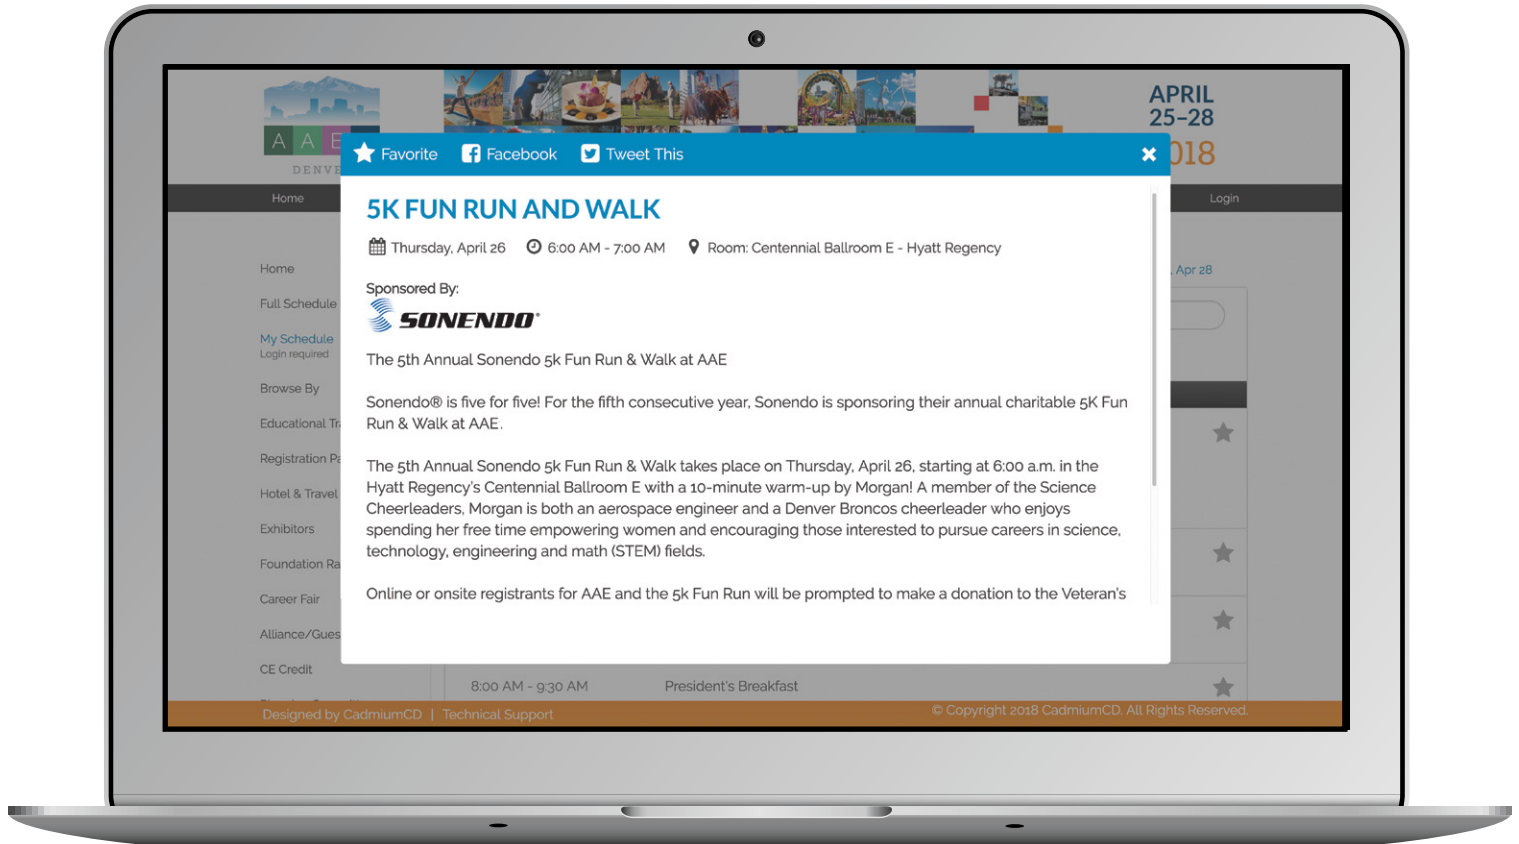 APRIL
25-28
018
A A E
DENVE
Favorite Facebook Tweet This
Home
Login
5K FUN RUN AND WALK
Thursday, April 26 6:00 AM - 7:00 AM Room: Centennial Ballroom E - Hyatt Regency
Sponsored By:
SONENDO®
The 5th Annual Sonendo 5k Fun Run & Walk at AAE
Sonendo® is five for five! For the fifth consecutive year, Sonendo is sponsoring their annual charitable 5K Fun
Run & Walk at AAE.
The 5th Annual Sonendo 5k Fun Run & Walk takes place on Thursday, April 26, starting at 6:00 a.m. in the
Hyatt Regency's Centennial Ballroom E with a 10-minute warm-up by Morgan! A member of the Science
Cheerleaders, Morgan is both an aerospace engineer and a Denver Broncos cheerleader who enjoys
spending her free time empowering women and encouraging those interested to pursue careers in science,
technology, engineering and math (STEM) fields.
Online or onsite registrants for AAE and the 5k Fun Run will be prompted to make a donation to the Veteran's
Home
Full Schedule
My Schedule
Login required
Browse By
Educational Tr
Registration Pa
Hotel & Travel
Exhibitors
Foundation Ra
Career Fair
Alliance/Gues
CE Credit
, Apr 28
8:00 AM - 9:30 AM President's Breakfast
Designed by CadmiumCD | Technical Support
© Copyright 2018 CadmiumCD. All Rights Reserved.